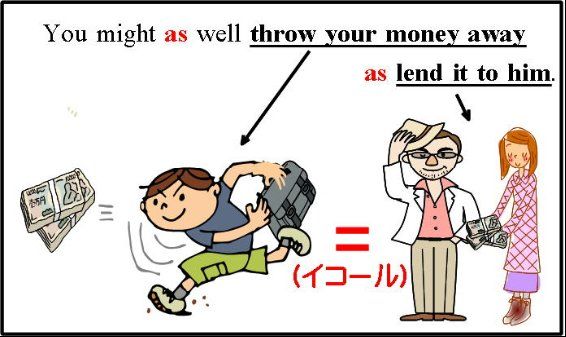 You might as well throw your money away
as lend it to him.
=
(イコール)